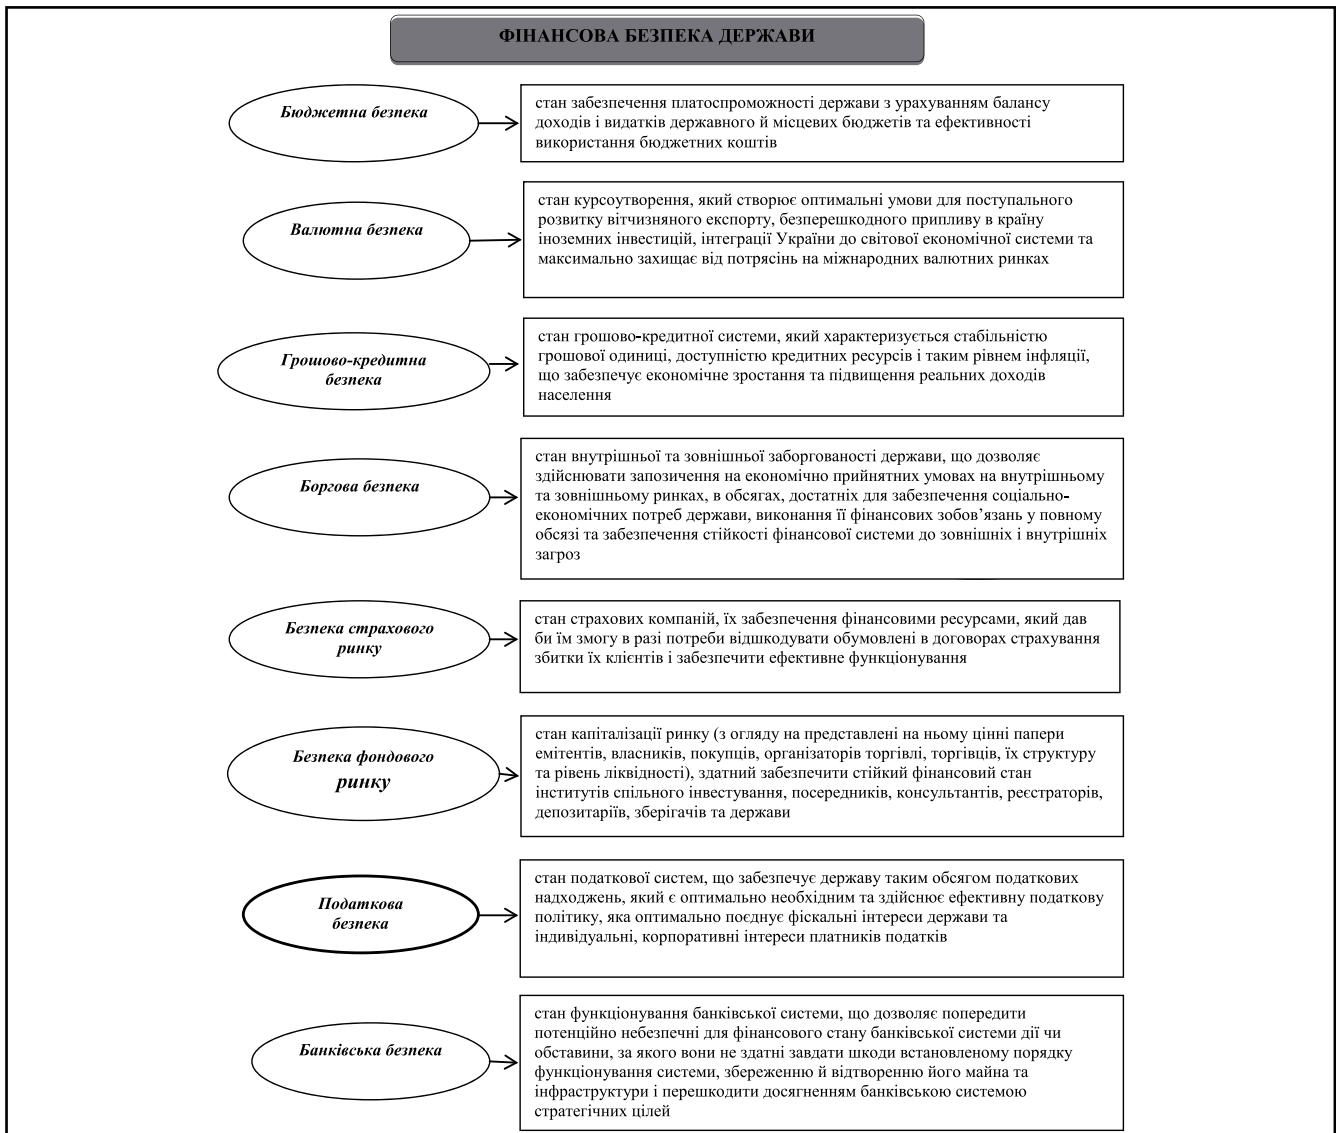 ФІНАНСОВА БЕЗПЕКА ДЕРЖАВИ
Бюджетна безпека
стан забезпечення платоспроможності держави з урахуванням балансу
доходів і видатків державного й місцевих бюджетів та ефективності
використання бюджетних коштів
Валютна безпека
стан курсоутворення, який створює оптимальні умови для поступального
розвитку вітчизняного експорту, безперешкодного припливу в країну
іноземних інвестицій, інтеграції України до світової економічної системи та
максимально захищає від потрясінь на міжнародних валютних ринках
Грошово-кредитна
безпека
стан грошово-кредитної системи, який характеризується стабільністю
грошової одиниці, доступністю кредитних ресурсів і таким рівнем інфляції,
що забезпечує економічне зростання та підвищення реальних доходів
населення
Боргова безпека
стан внутрішньої та зовнішньої заборгованості держави, що дозволяє
здійснювати запозичення на економічно прийнятних умовах на внутрішньому
та зовнішньому ринках, в обсягах, достатніх для забезпечення соціально-
економічних потреб держави, виконання її фінансових зобов’язань у повному
обсязі та забезпечення стійкості фінансової системи до зовнішніх і внутрішніх
загроз
Безпека страхового
ринку
стан страхових компаній, їх забезпечення фінансовими ресурсами, який дав
би їм змогу в разі потреби відшкодувати обумовлені в договорах страхування
збитки їх клієнтів і забезпечити ефективне функціонування
Безпека фондового
ринку
стан капіталізації ринку (з огляду на представлені на ньому цінні папери
емітентів, власників, покупців, організаторів торгівлі, торгівців, їх структуру
та рівень ліквідності), здатний забезпечити стійкий фінансовий стан
інститутів спільного інвестування, посередників, консультантів, реєстраторів,
депозитаріїв, зберігачів та держави
Податкова
безпека
стан податкової систем, що забезпечує державу таким обсягом податкових
надходжень, який є оптимально необхідним та здійснює ефективну податкову
політику, яка оптимально поєднує фіскальні інтереси держави та
індивідуальні, корпоративні інтереси платників податків
Банківська безпека
стан функціонування банківської системи, що дозволяє попередити
потенційно небезпечні для фінансового стану банківської системи дії чи
обставини, за якого вони не здатні завдати шкоди встановленому порядку
функціонування системи, збереженню й відтворенню його майна та
інфраструктури і перешкодити досягненням банківською системою
стратегічних цілей